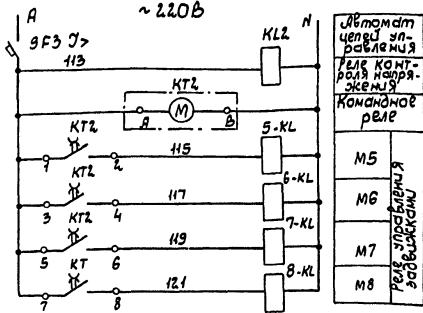 A
~220В
N
9F3 I>
113
KL2
KT2
A
M
B
KT2
1
2
115
5-KL
KT2
3
4
117
6-KL
KT2
5
6
119
7-KL
KT
7
8
121
8-KL
Автомат
цепей уп-
равления
Реле конт-
роля напря-
жения
Командное
реле
M5
M6
M7
M8
Реле управления
задвижками